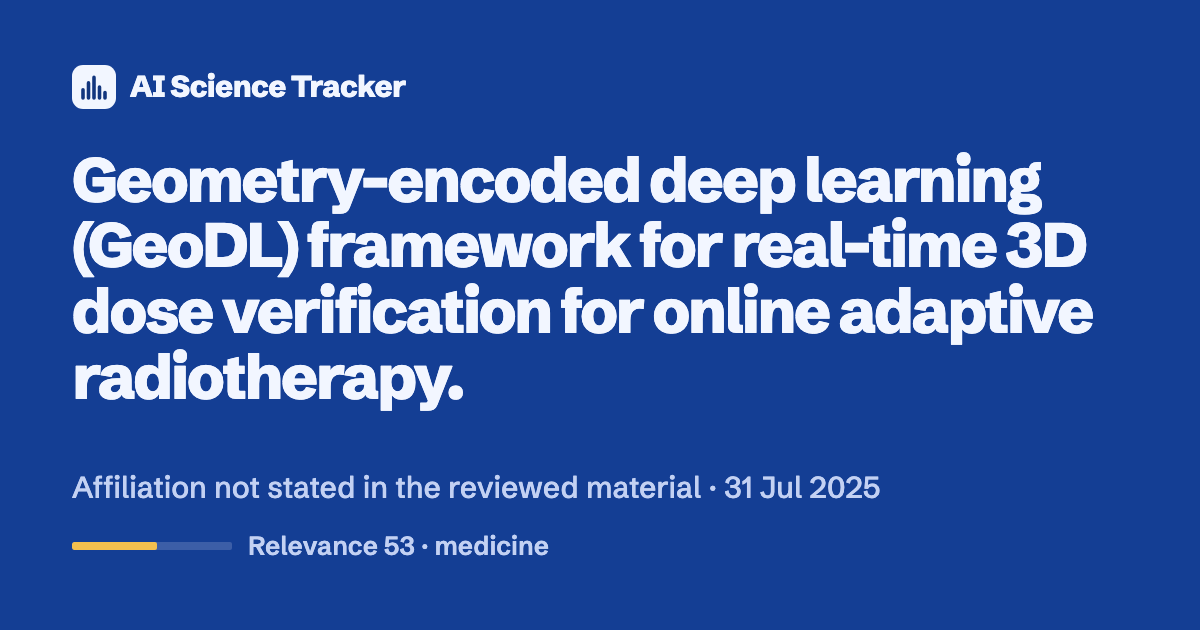 AI Science Tracker
Geometry-encoded deep learning
(GeoDL) framework for real-time 3D
dose verification for online adaptive
radiotherapy.
Affiliation not stated in the reviewed material · 31 Jul 2025
Relevance 53 · medicine